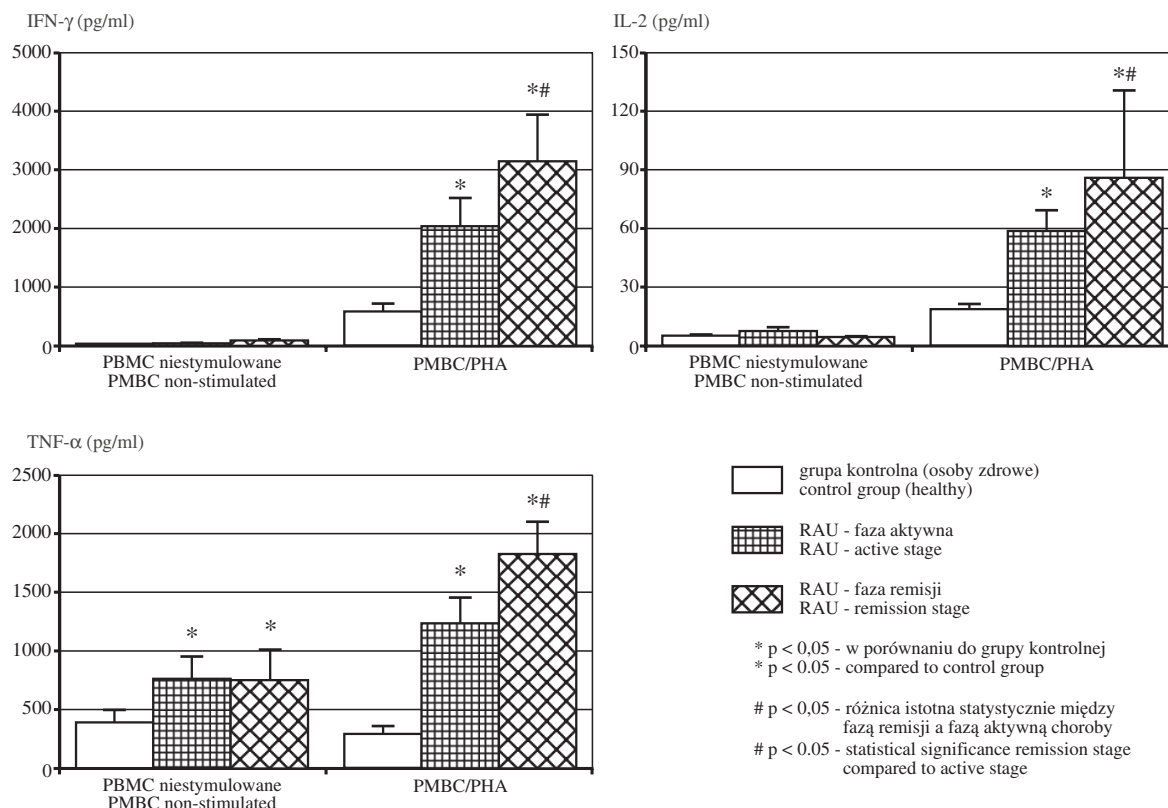 IFN-γ (pg/ml)
5000
4000
3000
2000
1000
0
*
*#
PBMC niestymulowane
PMBC non-stimulated
PMBC/PHA
IL-2 (pg/ml)
150
120
90
60
30
0
*
*#
PBMC niestymulowane
PMBC non-stimulated
PMBC/PHA
TNF-α (pg/ml)
2500
2000
1500
1000
500
0
*
*
*
*#
PBMC niestymulowane
PMBC non-stimulated
PMBC/PHA
grupa kontrolna (osoby zdrowe)
control group (healthy)
RAU - faza aktywna
RAU - active stage
RAU - faza remisji
RAU - remission stage
* p < 0,05 - w porównaniu do grupy kontrolnej
* p < 0.05 - compared to control group
# p < 0,05 - różnica istotna statystycznie między
fazą remisji a fazą aktywną choroby
# p < 0.05 - statistical significance remission stage
compared to active stage